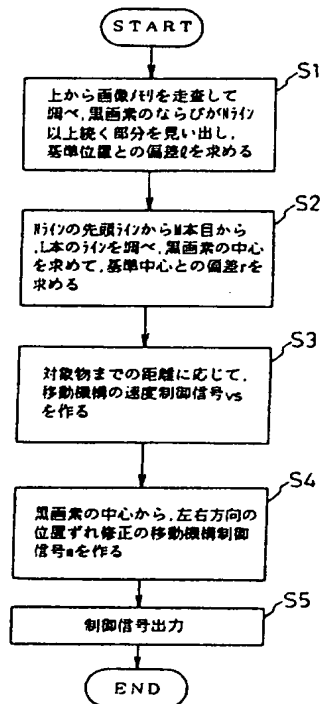 START
S1
上から画像メモリを走査して
調べ,黒画素のならびがNライン
以上続く部分を見い出し,
基準位置との偏差ℓを求める
S2
Nラインの先頭ラインからM本目から
,L本のラインを調べ,黒画素の中心
を求めて,基準中心との偏差rを
求める
S3
対象物までの距離に応じて,
移動機構の速度制御信号vs
を作る
S4
黒画素の中心から,左右方向の
位置ずれ修正の移動機構制御
信号mを作る
S5
制御信号出力
END